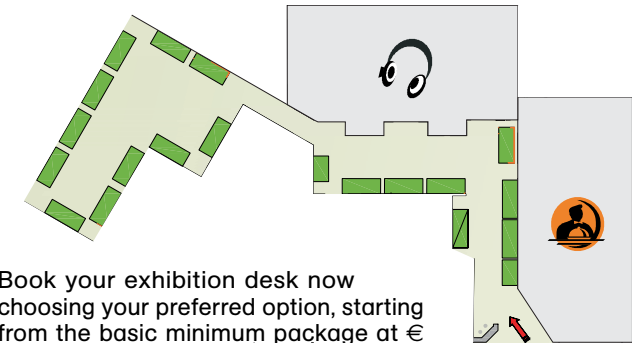 Book your exhibition desk now
choosing your preferred option, starting
from the basic minimum package at €